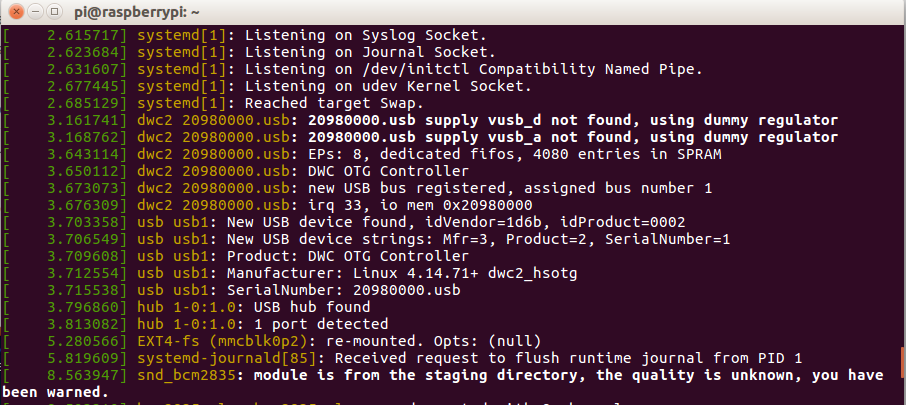 pi@raspberrypi: ~
[    2.615717] systemd[1]: Listening on Syslog Socket.
[    2.623684] systemd[1]: Listening on Journal Socket.
[    2.631607] systemd[1]: Listening on /dev/initctl Compatibility Named Pipe.
[    2.677445] systemd[1]: Listening on udev Kernel Socket.
[    2.685129] systemd[1]: Reached target Swap.
[    3.161741] dwc2 20980000.usb: 20980000.usb supply vusb_d not found, using dummy regulator
[    3.168762] dwc2 20980000.usb: 20980000.usb supply vusb_a not found, using dummy regulator
[    3.643114] dwc2 20980000.usb: EPs: 8, dedicated fifos, 4080 entries in SPRAM
[    3.650112] dwc2 20980000.usb: DWC OTG Controller
[    3.673073] dwc2 20980000.usb: new USB bus registered, assigned bus number 1
[    3.676309] dwc2 20980000.usb: irq 33, io mem 0x20980000
[    3.703358] usb usb1: New USB device found, idVendor=1d6b, idProduct=0002
[    3.706549] usb usb1: New USB device strings: Mfr=3, Product=2, SerialNumber=1
[    3.709608] usb usb1: Product: DWC OTG Controller
[    3.712554] usb usb1: Manufacturer: Linux 4.14.71+ dwc2_hsotg
[    3.715538] usb usb1: SerialNumber: 20980000.usb
[    3.796860] hub 1-0:1.0: USB hub found
[    3.813082] hub 1-0:1.0: 1 port detected
[    5.280566] EXT4-fs (mmcblk0p2): re-mounted. Opts: (null)
[    5.819609] systemd-journald[85]: Received request to flush runtime journal from PID 1
[    8.563947] snd_bcm2835: module is from the staging directory, the quality is unknown, you have
been warned.